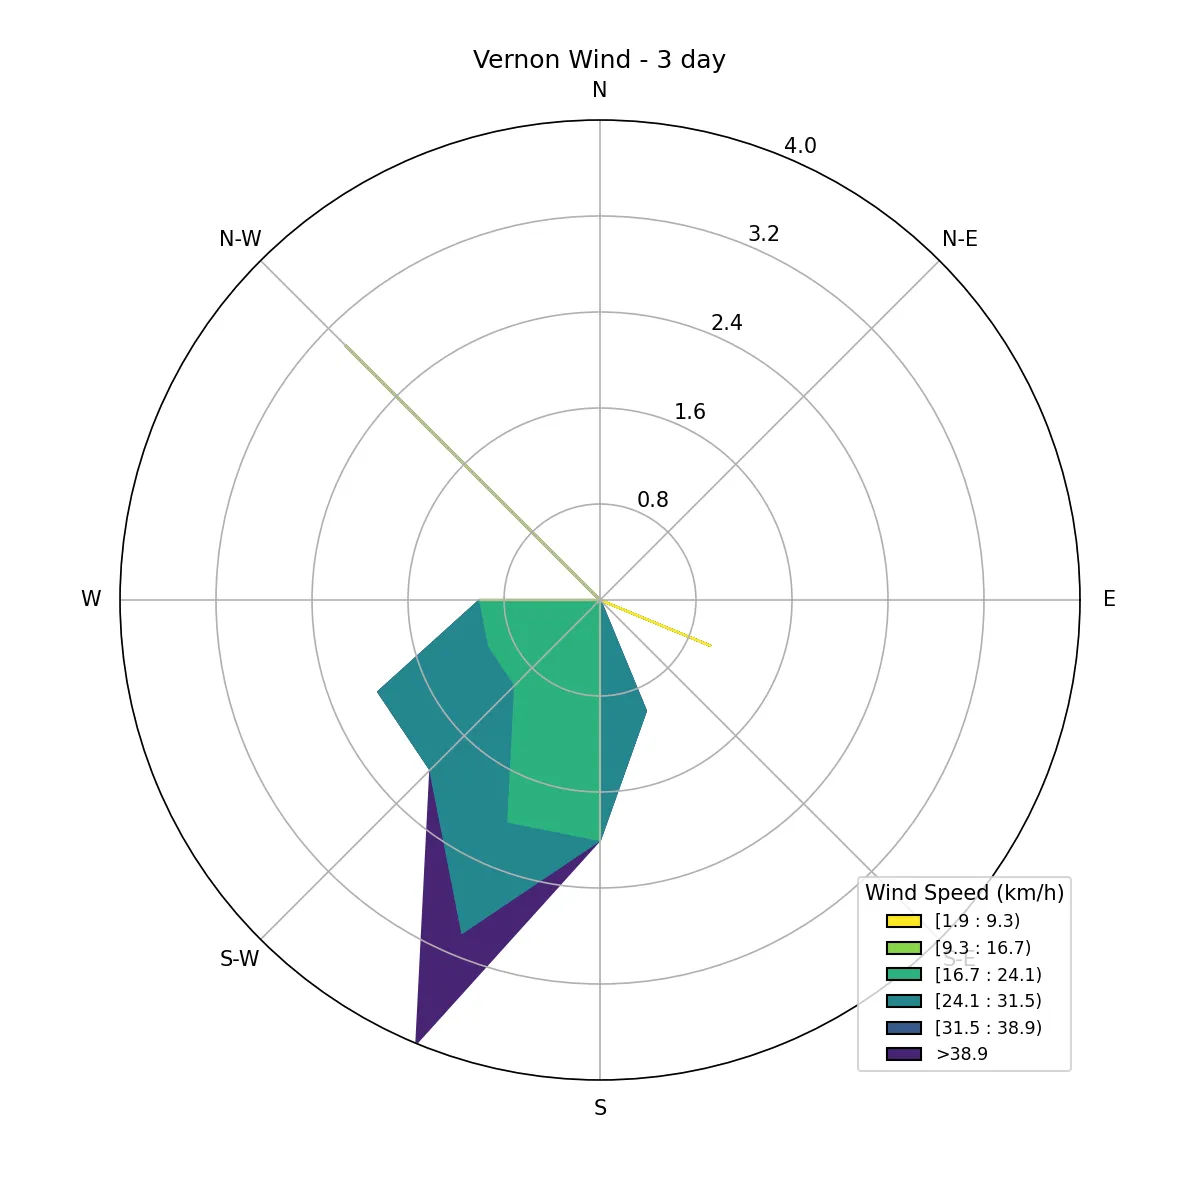 Vernon Wind - 3 day
N
4.0
N-W
N-E
3.2
2.4
1.6
0.8
W
E
Wind Speed (km/h)
[1.9 : 9.3)
[9.3 : 16.7)
[16.7 : 24.1)
[24.1 : 31.5)
[31.5 : 38.9)
>38.9
S-W
S-E
S